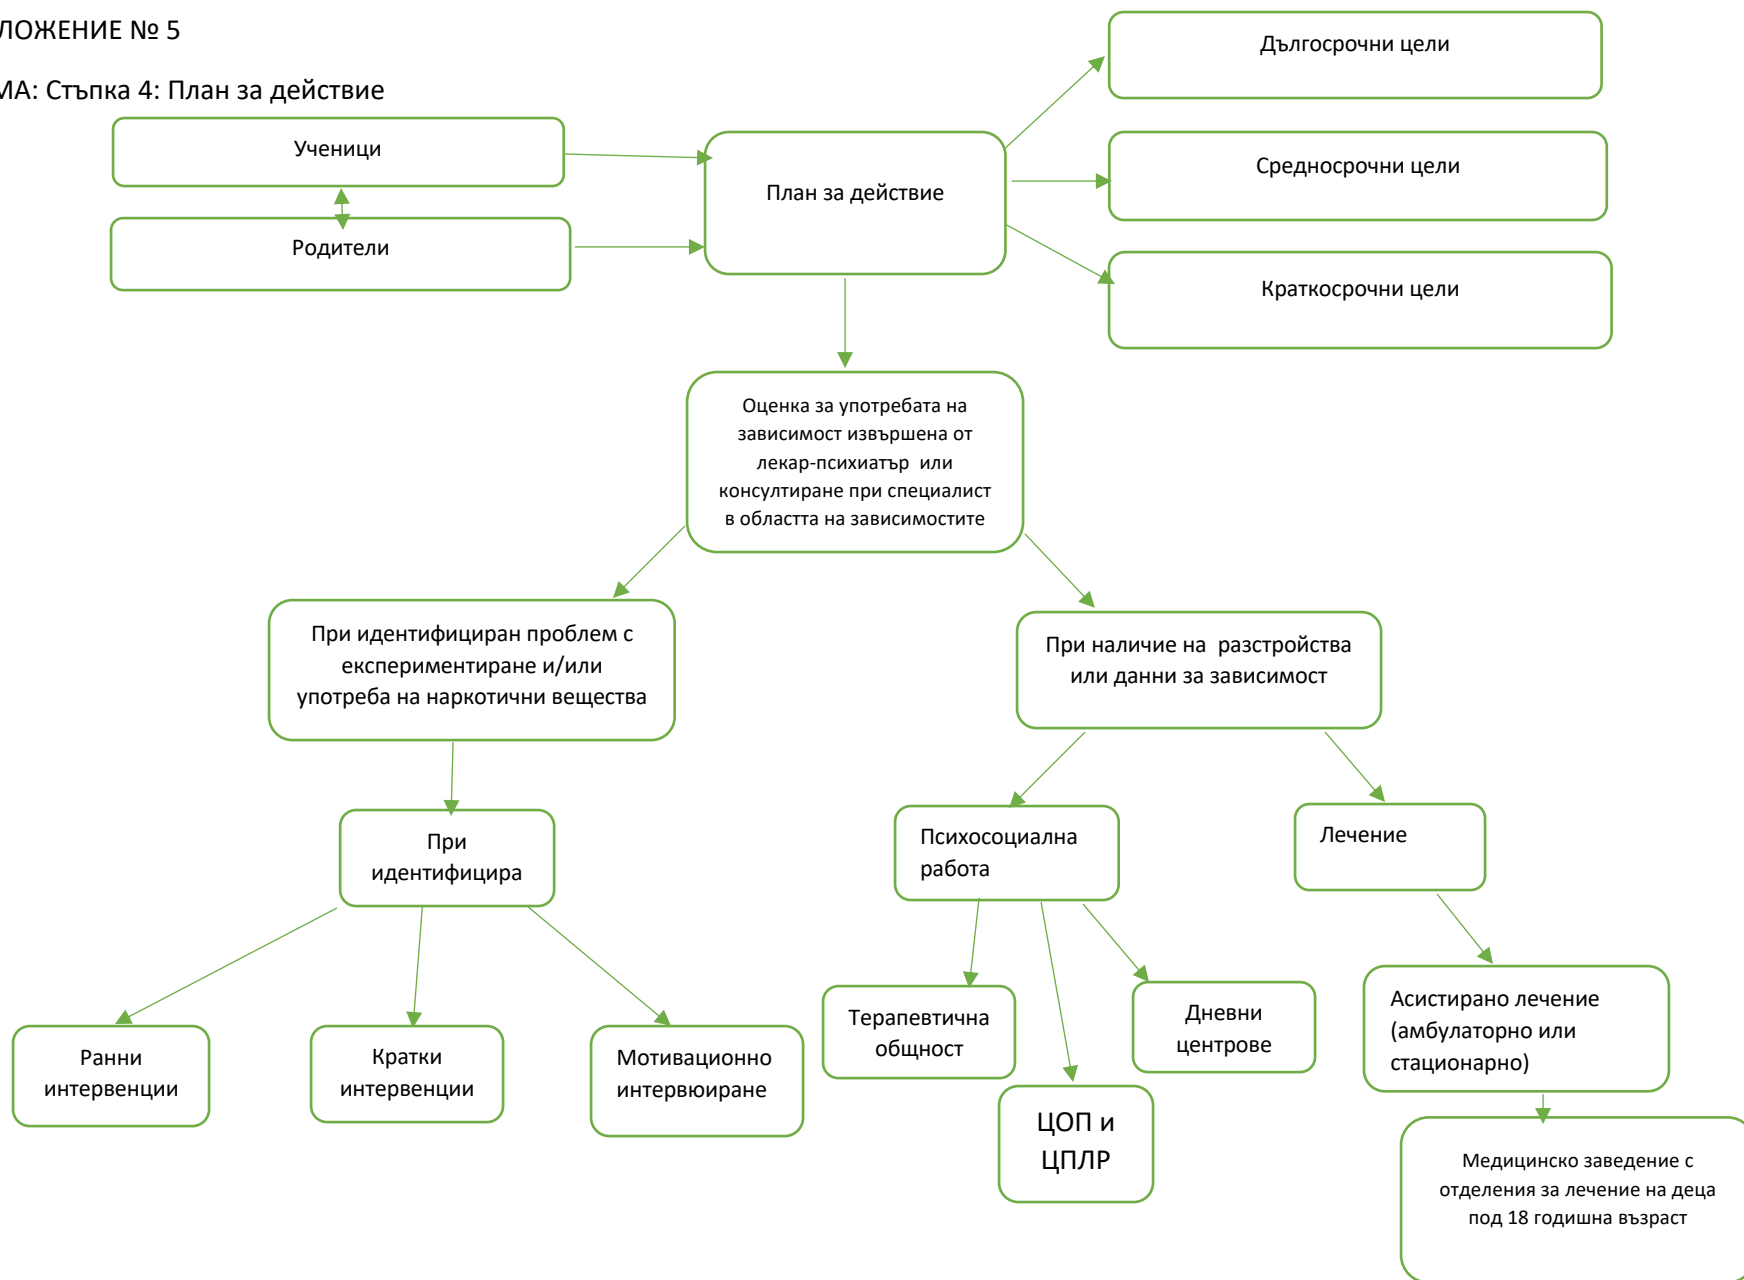 ЛОЖЕНИЕ № 5
МА: Стъпка 4: План за действие
Ученици
Родители
План за действие
Дългосрочни цели
Средносрочни цели
Краткосрочни цели
Оценка за употребата на
зависимост извършена от
лекар-психиатър или
консултиране при специалист
в областта на зависимостите
При идентифициран проблем с
експериментиране и/или
употреба на наркотични вещества
При наличие на разстройства
или данни за зависимост
При
идентифицира
Психосоциална
работа
Лечение
Ранни
интервенции
Кратки
интервенции
Мотивационно
интервюиране
Терапевтична
общност
ЦОП и
ЦПЛР
Дневни
центрове
Асистирано лечение
(амбулаторно или
стационарно)
Медицинско заведение с
отделения за лечение на деца
под 18 годишна възраст